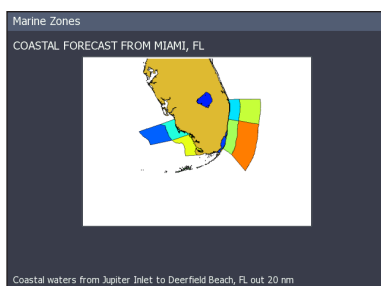 Marine Zones
COASTAL FORECAST FROM MIAMI, FL
Coastal waters from Jupiter Inlet to Deerfield Beach, FL out 20 nm